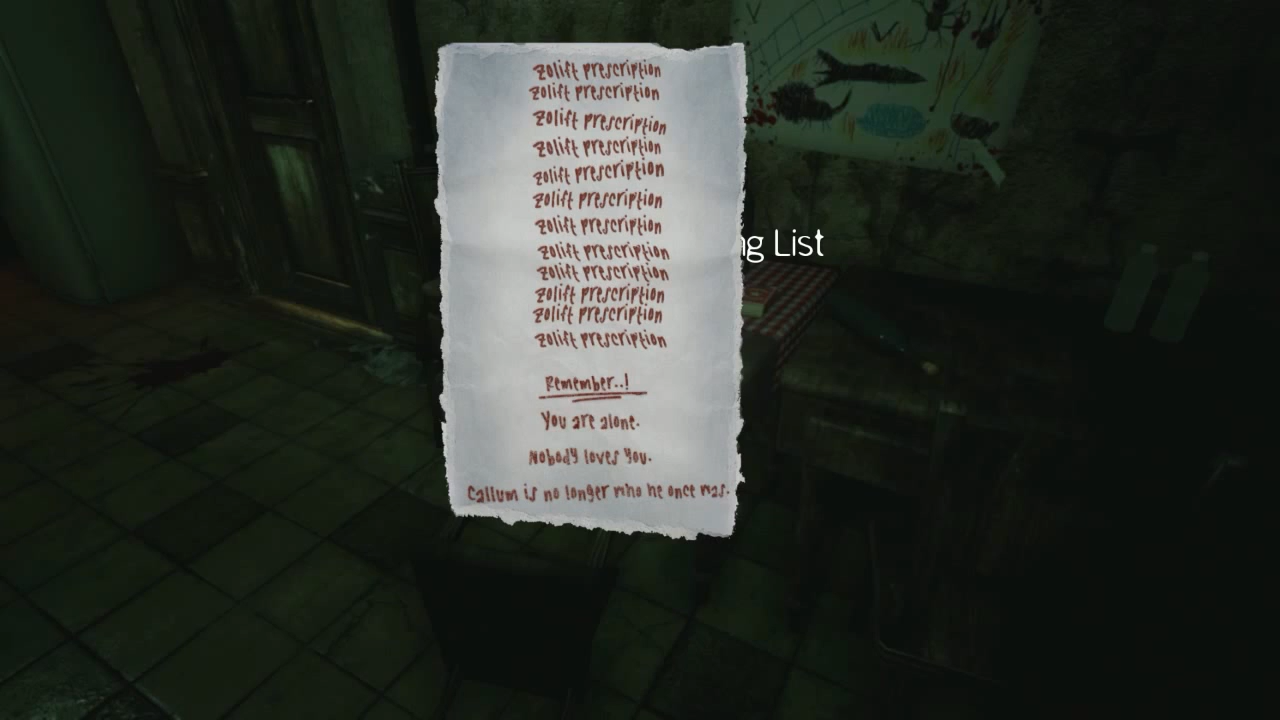 Zolift prescription
Zolift prescription
Zolift prescription
Zolift prescription
Zolift prescription
Zolift prescription
Zolift prescription
Zolift prescription
Zolift prescription
Zolift prescription
Zolift prescription
Zolift prescription
ng List
Remember..!
You are alone.
Nobody loves you.
Callum is no longer who he once was.